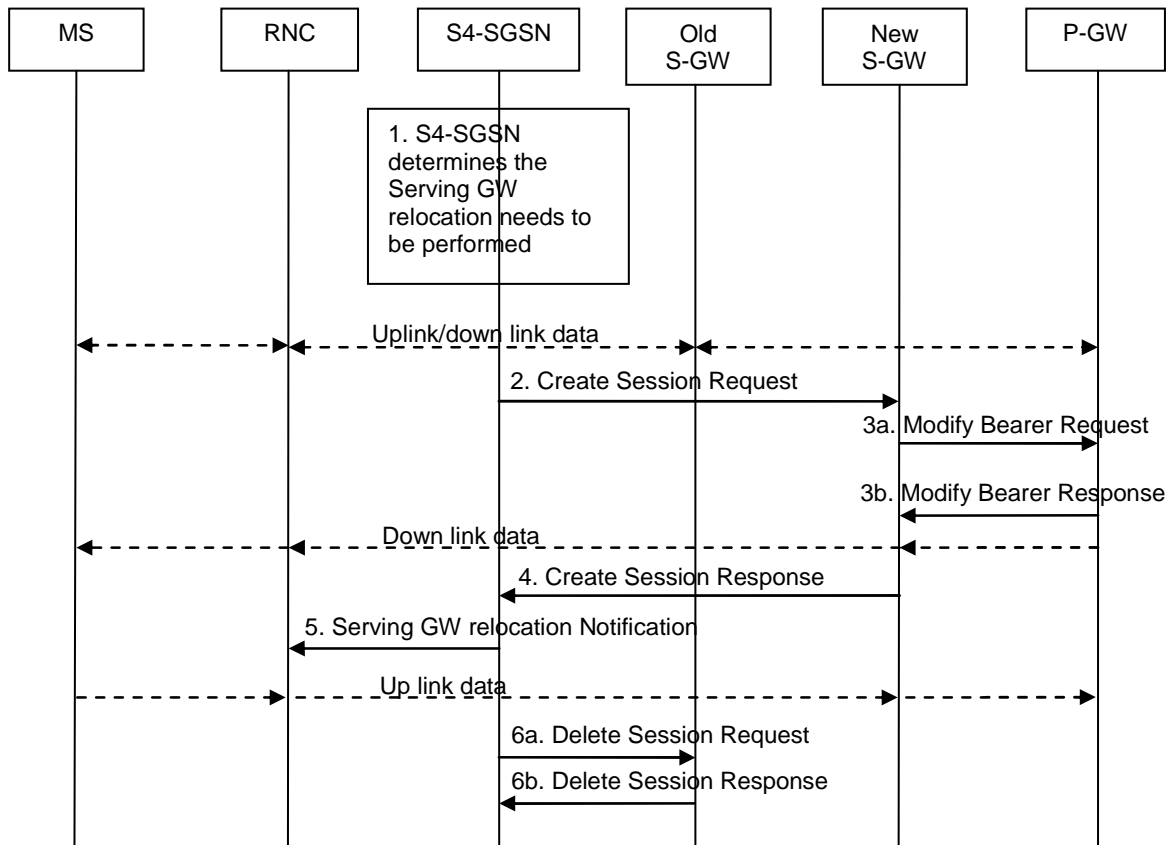 MS
RNC
S4-SGSN
Old
S-GW
New
S-GW
P-GW
1. S4-SGSN
determines the
Serving GW
relocation needs to
be performed
Uplink/down link data
2. Create Session Request
3a. Modify Bearer Request
3b. Modify Bearer Response
Down link data
4. Create Session Response
5. Serving GW relocation Notification
Up link data
6a. Delete Session Request
6b. Delete Session Response